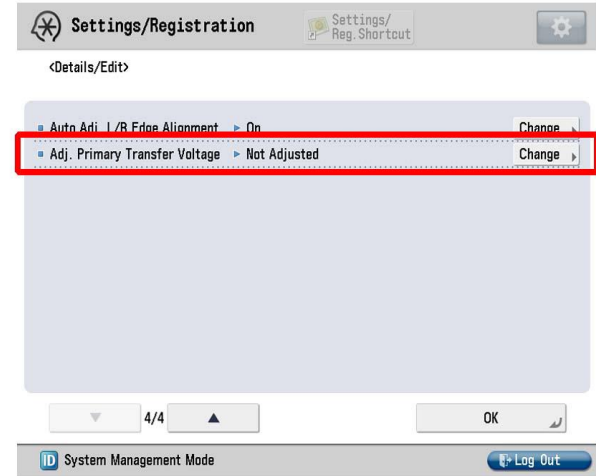 Settings/Registration
Settings/
Reg. Shortcut
<Details/Edit>
Auto Adj. L/R Edge Alignment ▶ On Change
Adj. Primary Transfer Voltage ▶ Not Adjusted Change
4/4
OK
ID System Management Mode
Log Out